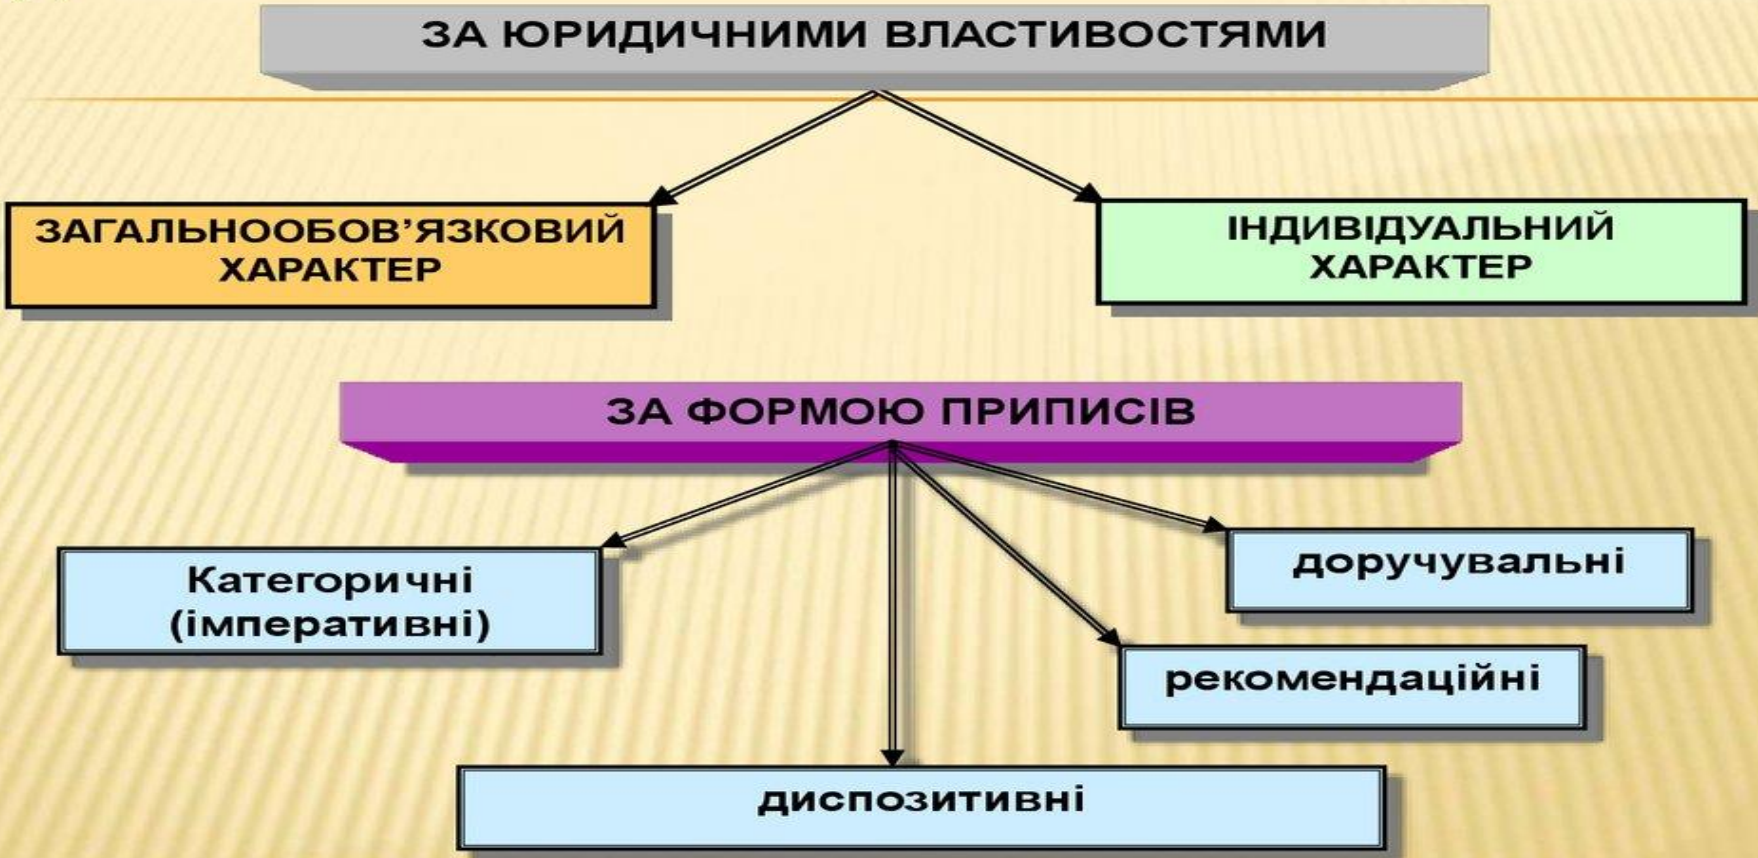 ЗА ЮРИДИЧНИМИ ВЛАСТИВОСТЯМИ
ЗАГАЛЬНООБОВ’ЯЗКОВИЙ
ХАРАКТЕР
ІНДИВІДУАЛЬНИЙ
ХАРАКТЕР
ЗА ФОРМОЮ ПРИПИСІВ
Категоричні
(імперативні)
доручувальні
рекомендаційні
диспозитивні